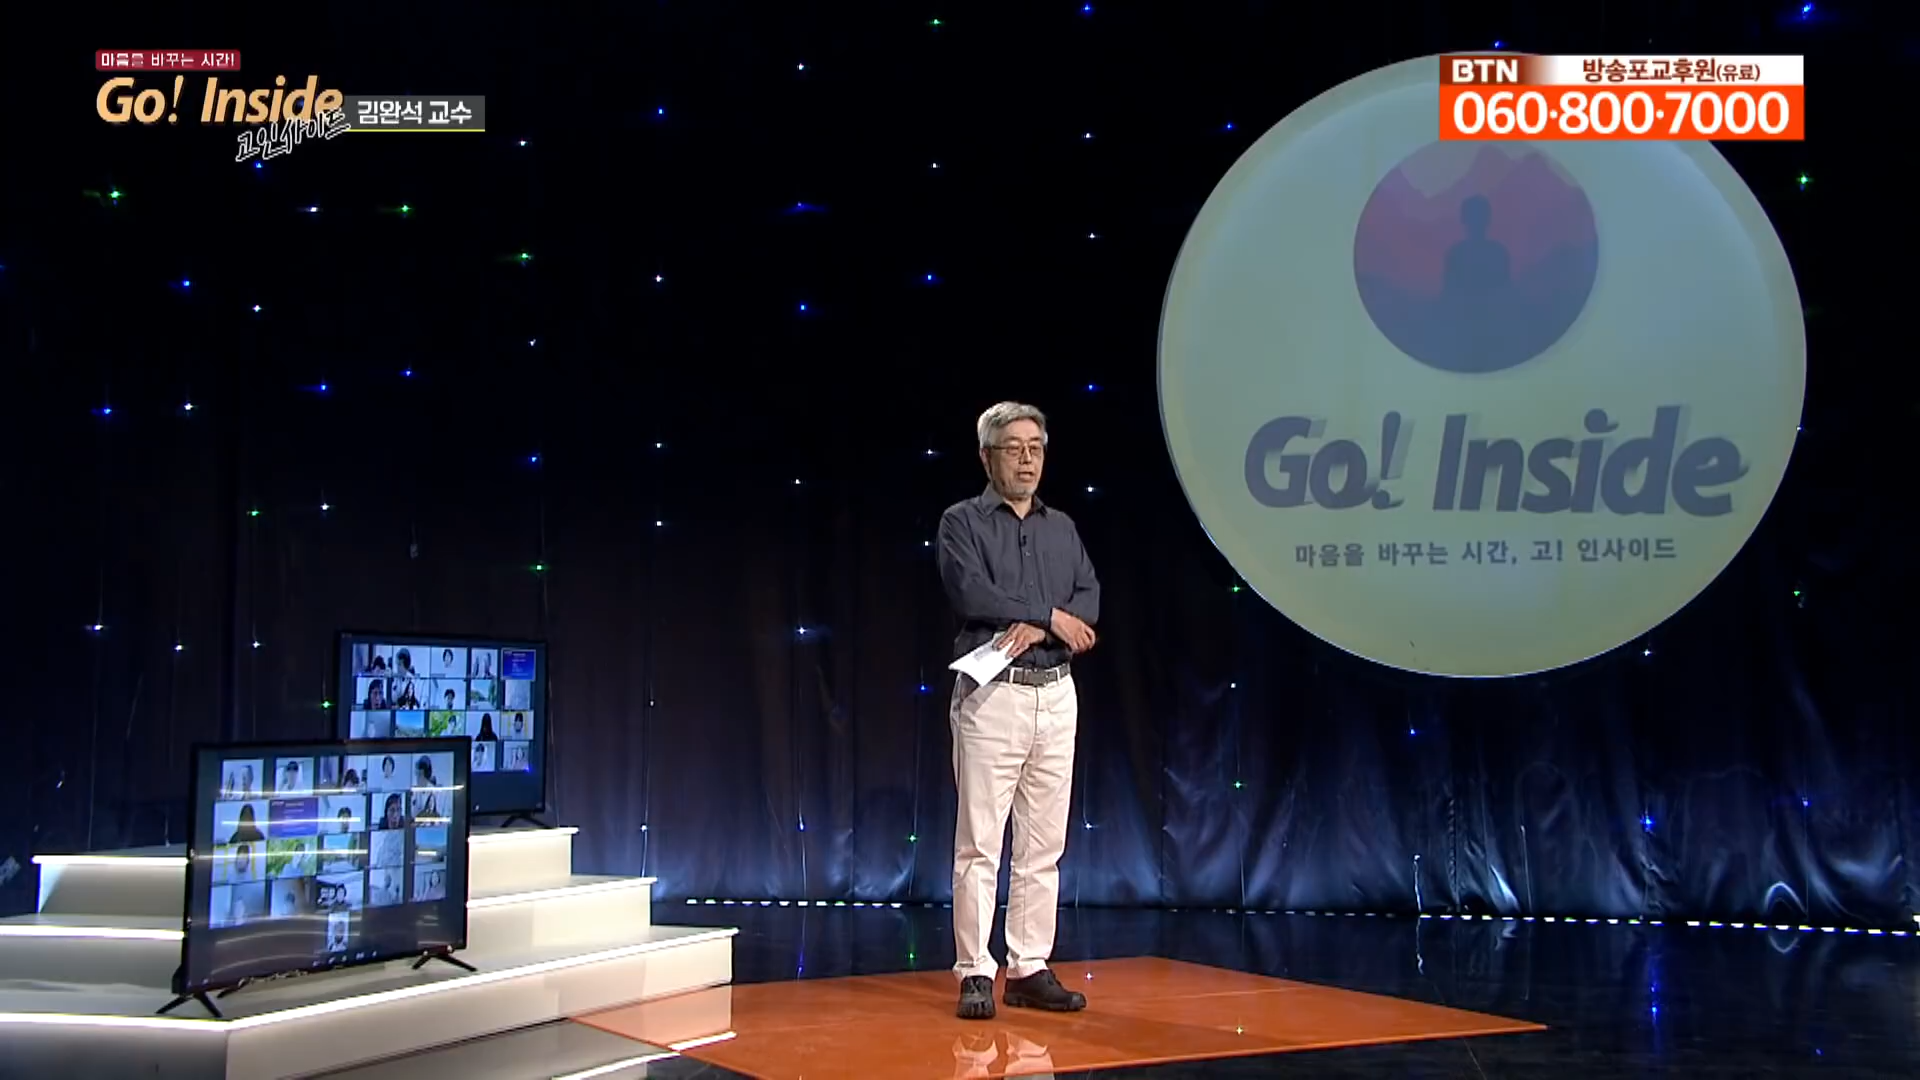 마음을 바꾸는 시간!
Go! Inside
고인사이드
김완석 교수
BTN 방송포교후원(유료)
060·800·7000
Go! Inside
마음을 바꾸는 시간, 고! 인사이드